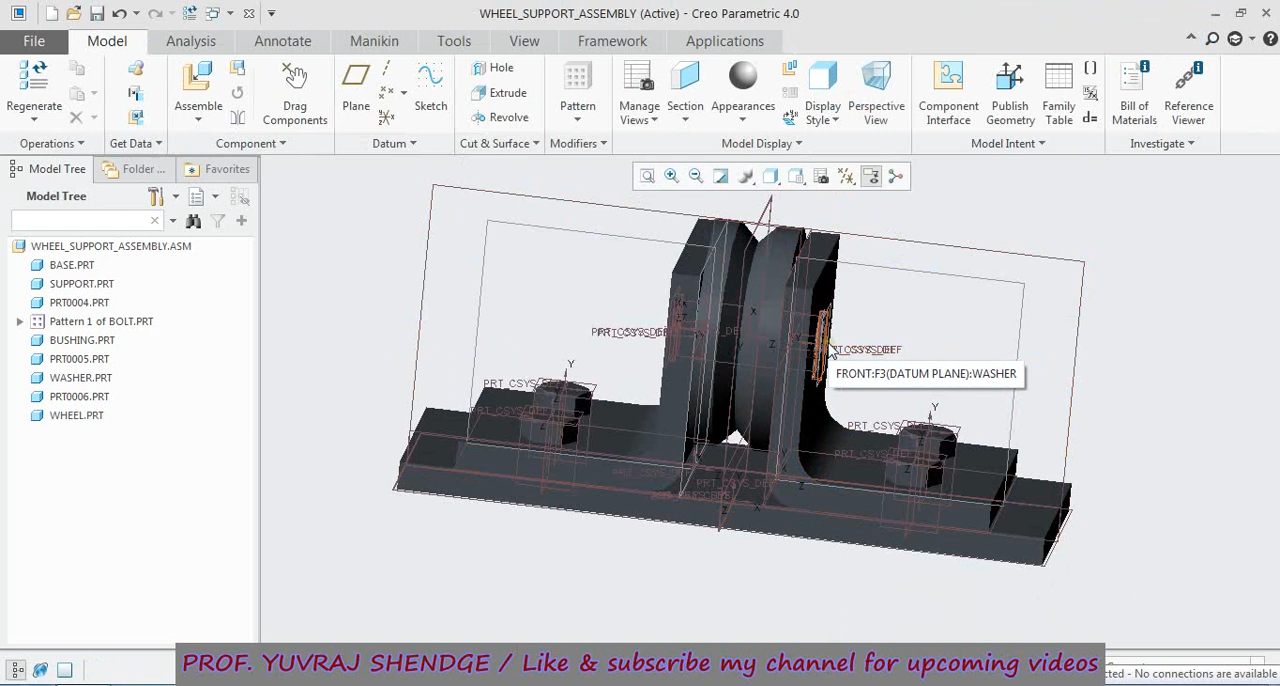 WHEEL_SUPPORT_ASSEMBLY (Active) - Creo Parametric 4.0
File Model Analysis Annotate Manikin Tools View Framework Applications
Regenerate
Operations
Get Data
Assemble
Drag Components
Component
Plane
Sketch
Datum
Hole
Extrude
Revolve
Cut & Surface
Pattern
Modifiers
Manage Views
Section
Appearances
Display Style
Perspective View
Model Display
Component Interface
Publish Geometry
Family Table
d=
Model Intent
Bill of Materials
Reference Viewer
Investigate
Model Tree Folder ... Favorites
Model Tree
WHEEL_SUPPORT_ASSEMBLY.ASM
BASE.PRT
SUPPORT.PRT
PRT0004.PRT
Pattern 1 of BOLT.PRT
BUSHING.PRT
PRT0005.PRT
WASHER.PRT
PRT0006.PRT
WHEEL.PRT
FRONT:F3(DATUM PLANE):WASHER
PROF. YUVRAJ SHENDGE / Like & subscribe my channel for upcoming videos
cted - No connections are available